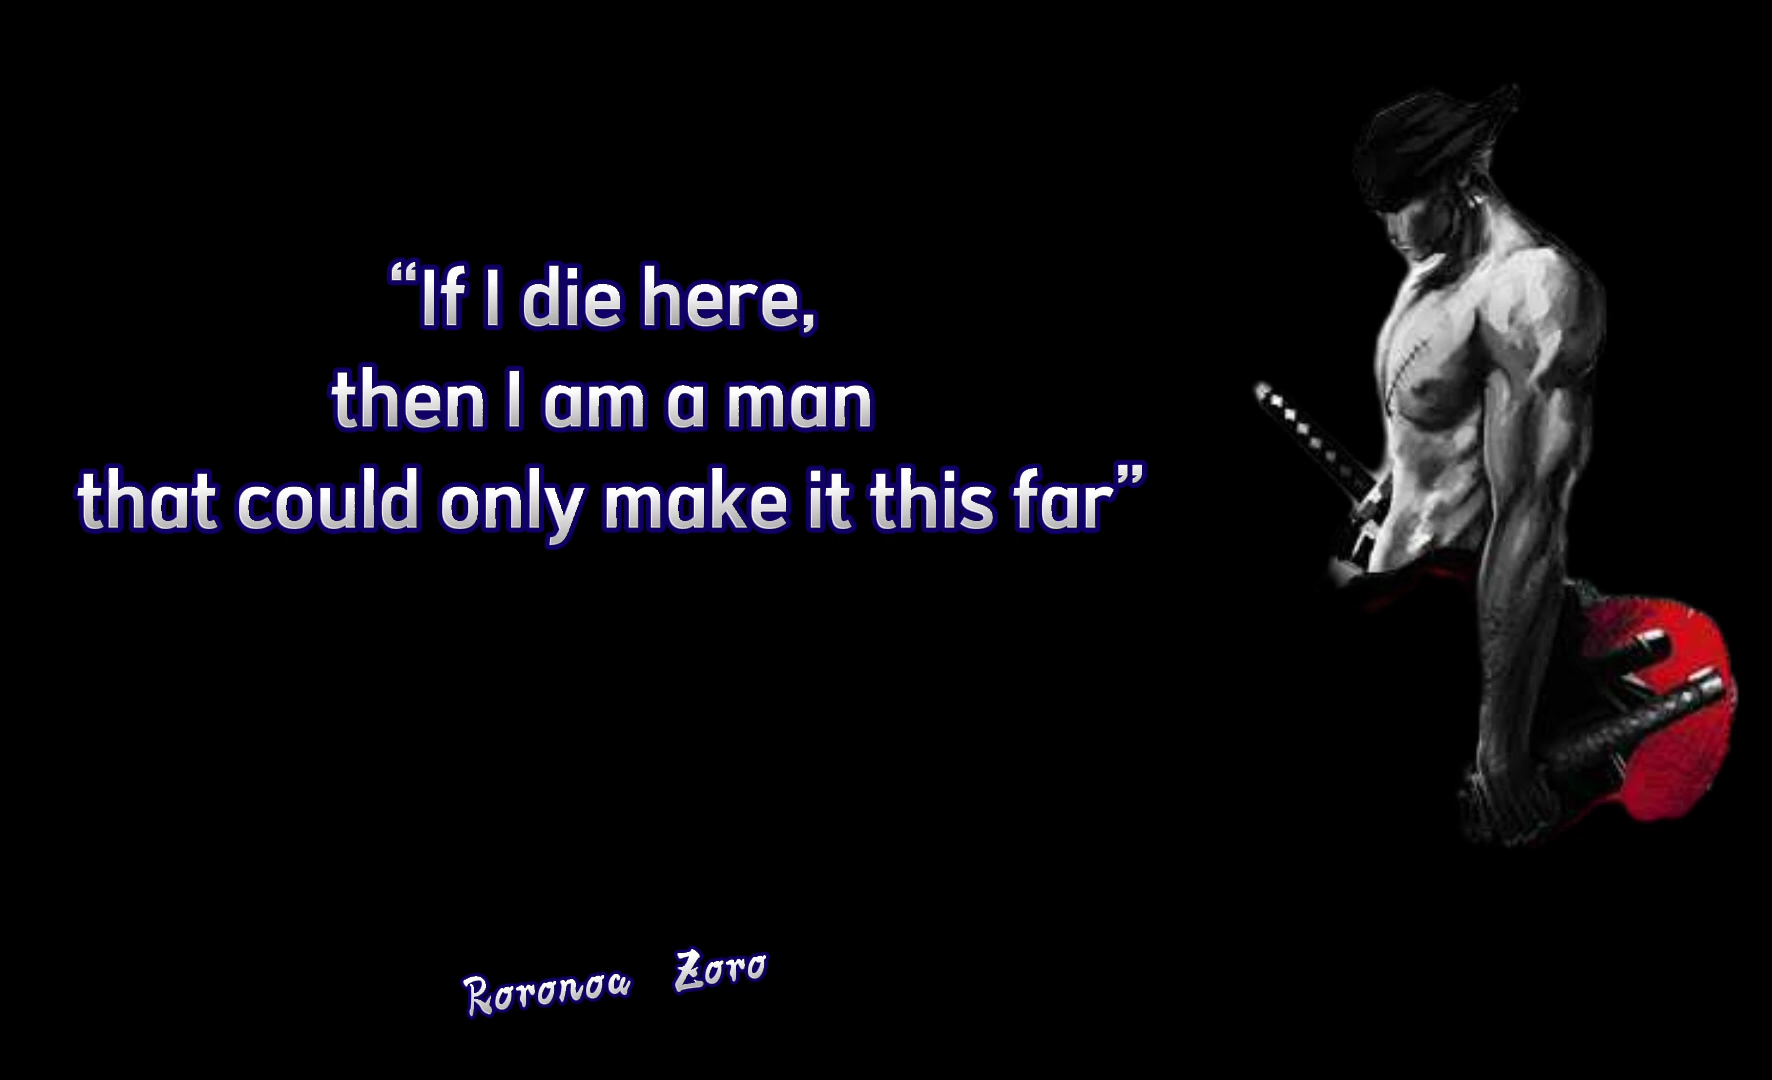 “If I die here,
then I am a man
that could only make it this far”
Roronoa Zoro